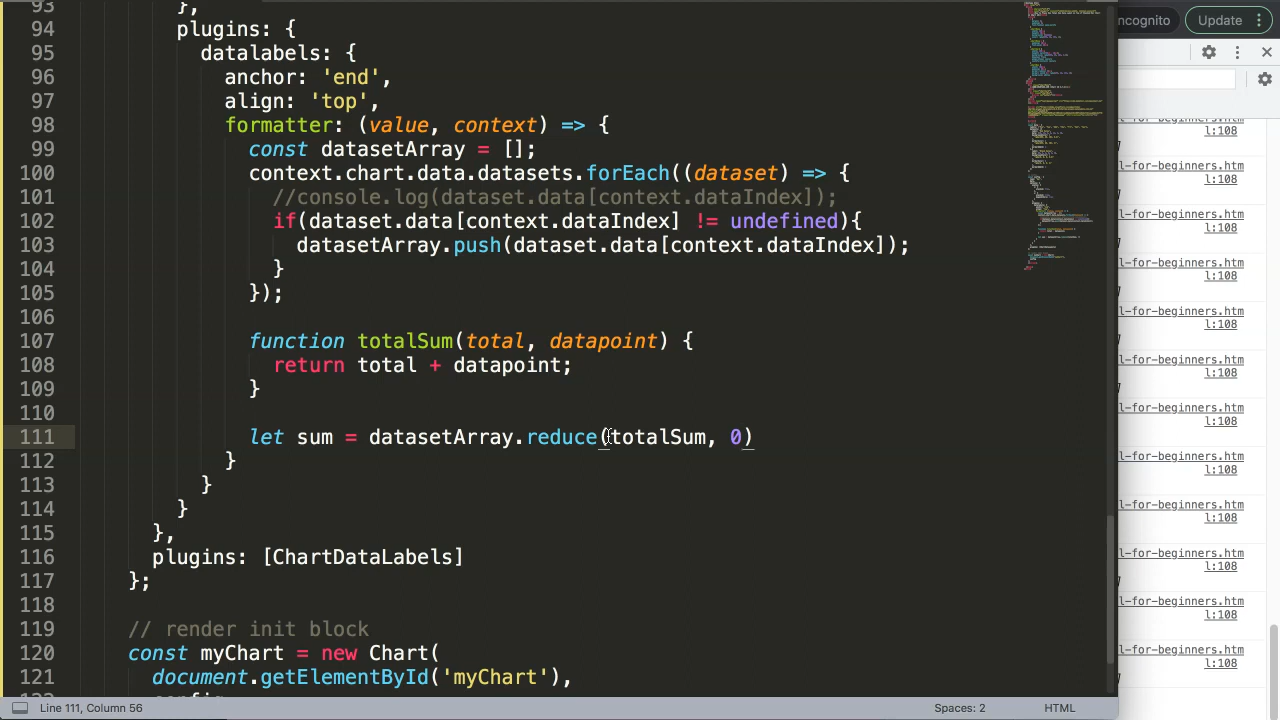 93 },
94 plugins: {
95 datalabels: {
96 anchor: 'end',
97 align: 'top',
98 formatter: (value, context) => {
99 const datasetArray = [];
100 context.chart.data.datasets.forEach((dataset) => {
101 //console.log(dataset.data[context.dataIndex]);
102 if(dataset.data[context.dataIndex] != undefined){
103 datasetArray.push(dataset.data[context.dataIndex]);
104 }
105 });
106
107 function totalSum(total, datapoint) {
108 return total + datapoint;
109 }
110
111 let sum = datasetArray.reduce(totalSum, 0)
112 }
113 }
114 }
115 },
116 plugins: [ChartDataLabels]
117 };
118
119 // render init block
120 const myChart = new Chart(
121 document.getElementById('myChart'),
Line 111, Column 56
Spaces: 2
HTML
ncognito
Update
l:108
l-for-beginners.htm
l:108
l-for-beginners.htm
l:108
l-for-beginners.htm
l:108
l-for-beginners.htm
l:108
l-for-beginners.htm
l:108
l-for-beginners.htm
l:108
l-for-beginners.htm
l:108
l-for-beginners.htm
l:108
l-for-beginners.htm
l:108
l-for-beginners.htm
l:108
l-for-beginners.htm
l:108